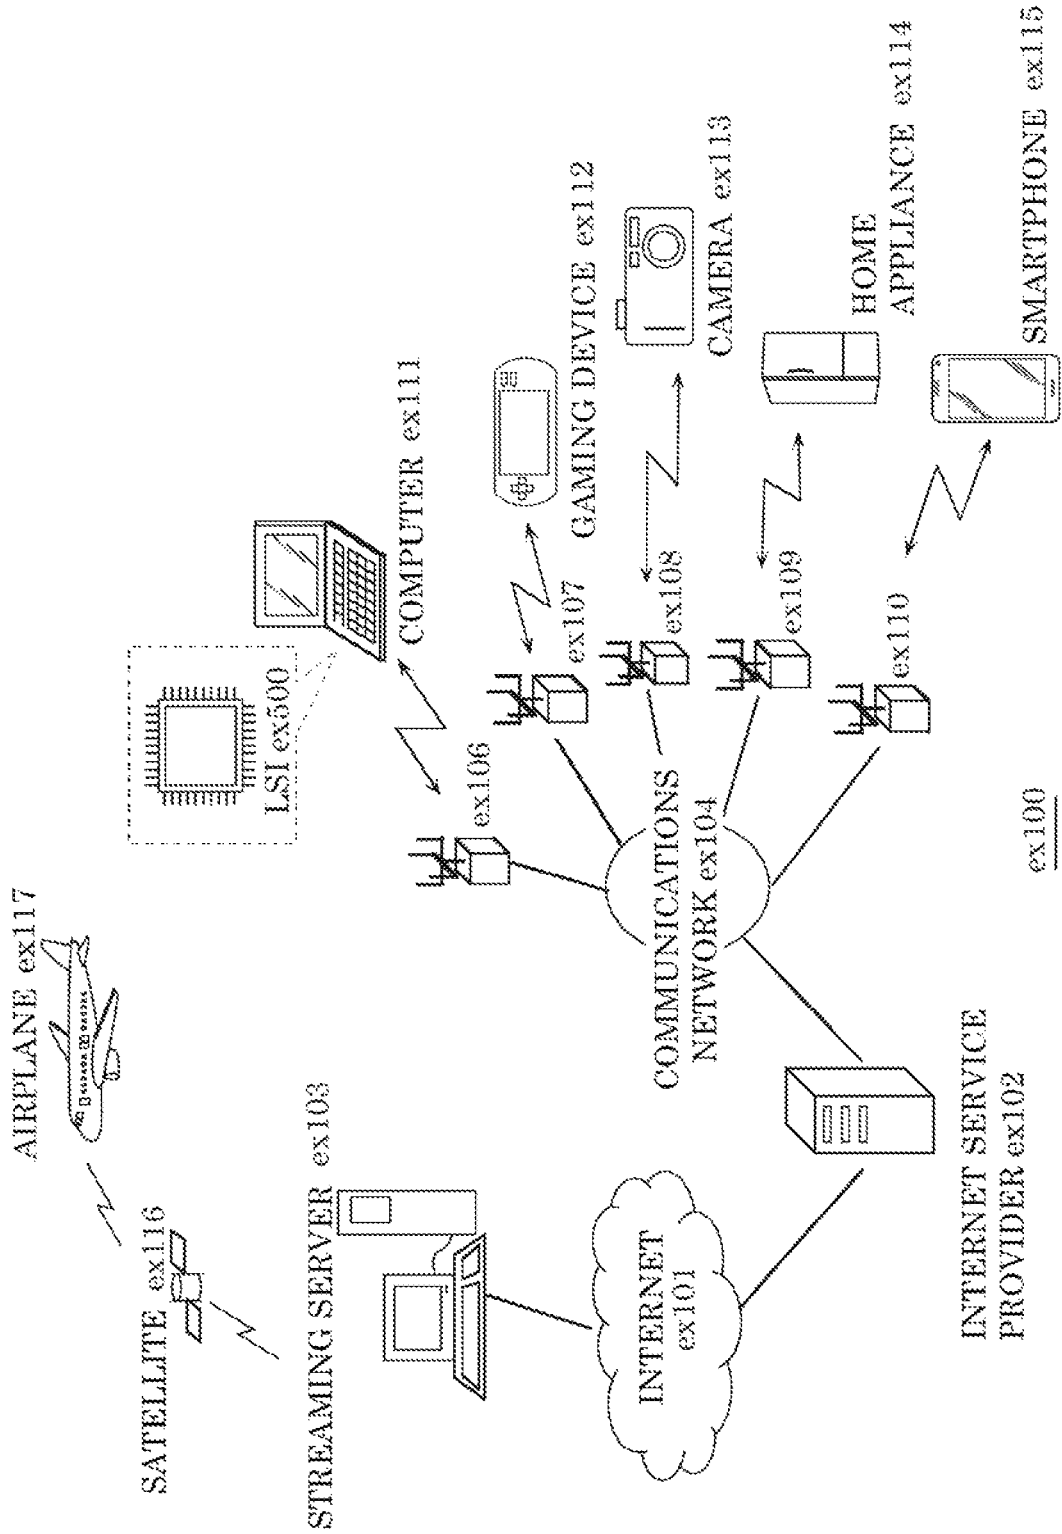 AIRPLANE ex117
SATELLITE ex116
STREAMING SERVER ex103
INTERNET
ex101
INTERNET SERVICE
PROVIDER ex102
COMMUNICATIONS
NETWORK ex104
LSI ex500
ex106
ex107
ex108
ex109
ex110
COMPUTER ex111
GAMING DEVICE ex112
CAMERA ex113
HOME
APPLIANCE ex114
SMARTPHONE ex115
ex100